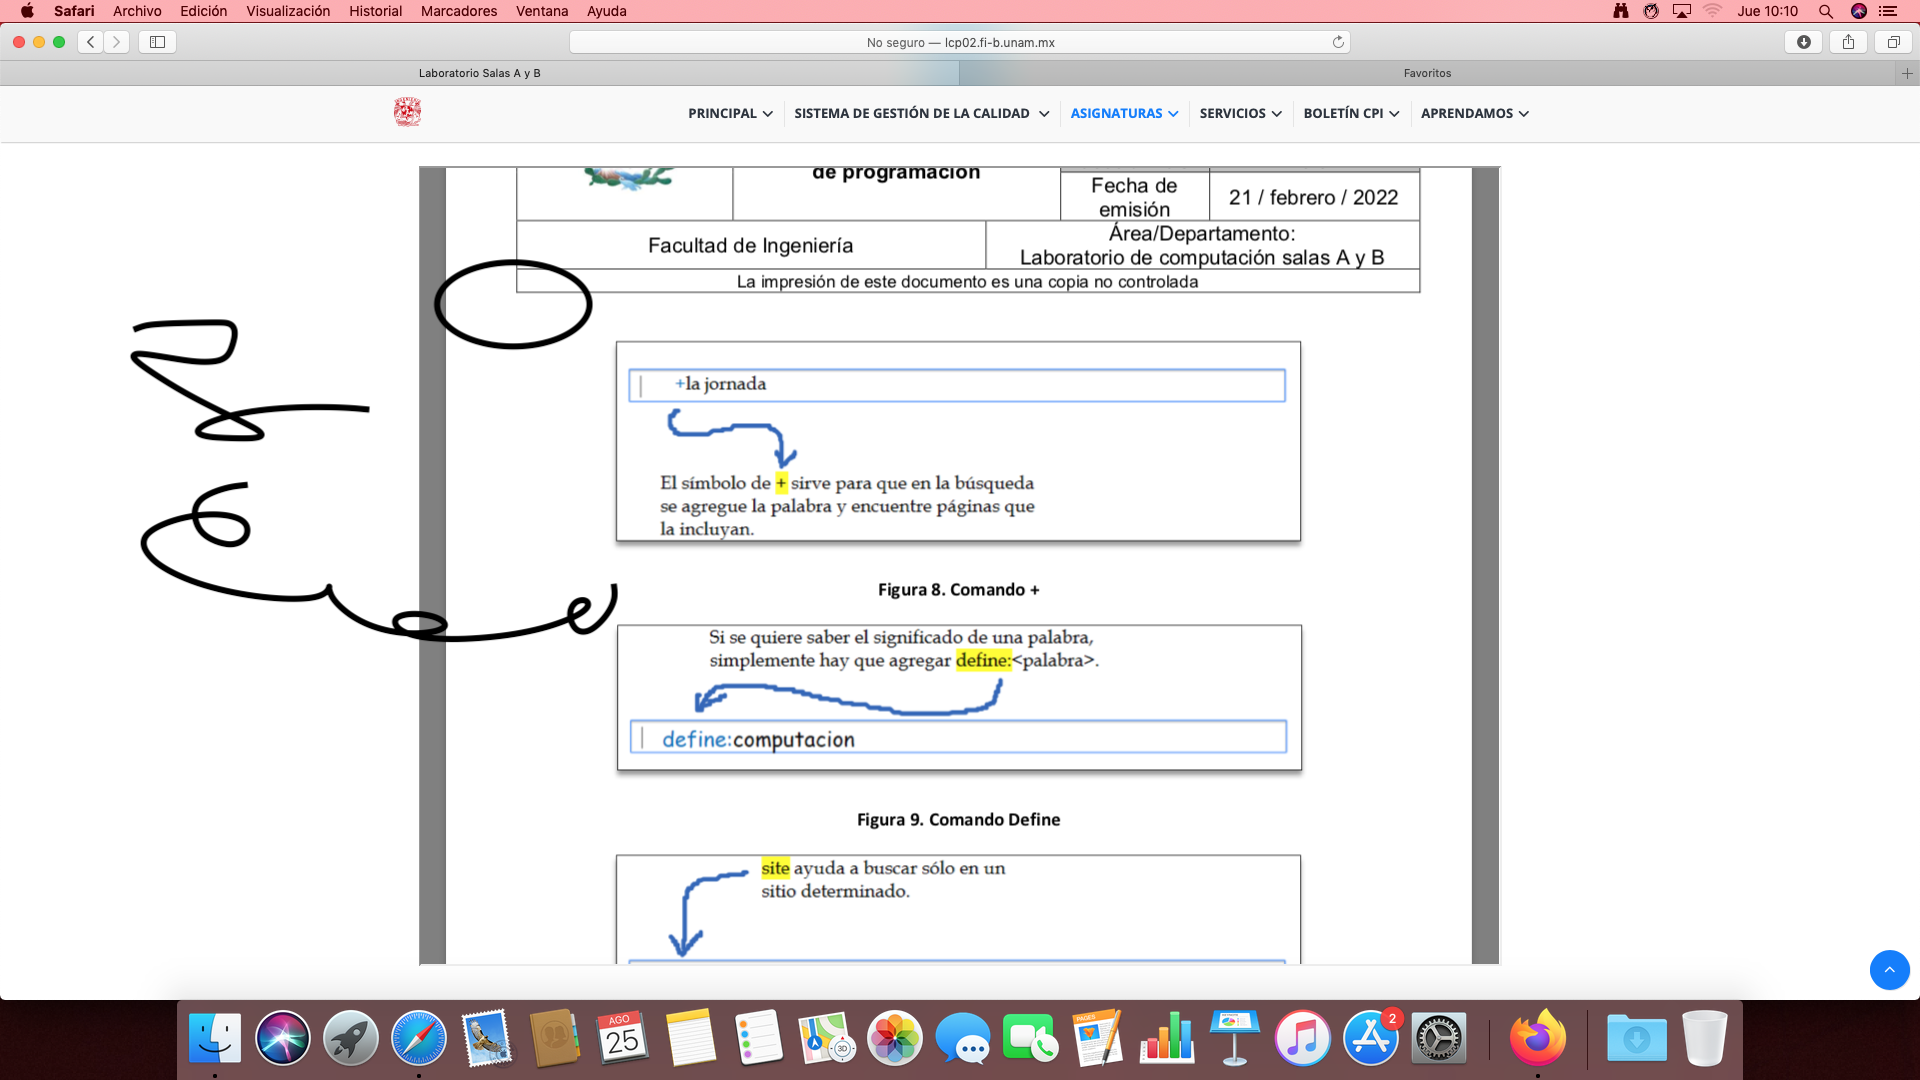 Safari Archivo Edición Visualización Historial Marcadores Ventana Ayuda Jue 10:10
No seguro — lcp02.fi-b.unam.mx
Laboratorio Salas A y B Favoritos
PRINCIPAL SISTEMA DE GESTIÓN DE LA CALIDAD ASIGNATURAS SERVICIOS BOLETÍN CPI APRENDAMOS
de programación
Fecha de
emisión
21 / febrero / 2022
Facultad de Ingeniería
Área/Departamento:
Laboratorio de computación salas A y B
La impresión de este documento es una copia no controlada
+la jornada
El símbolo de + sirve para que en la búsqueda
se agregue la palabra y encuentre páginas que
la incluyan.
Figura 8. Comando +
Si se quiere saber el significado de una palabra,
simplemente hay que agregar define:<palabra>.
define:computacion
Figura 9. Comando Define
site ayuda a buscar sólo en un
sitio determinado.
AGO
25
3D
PAGES
2